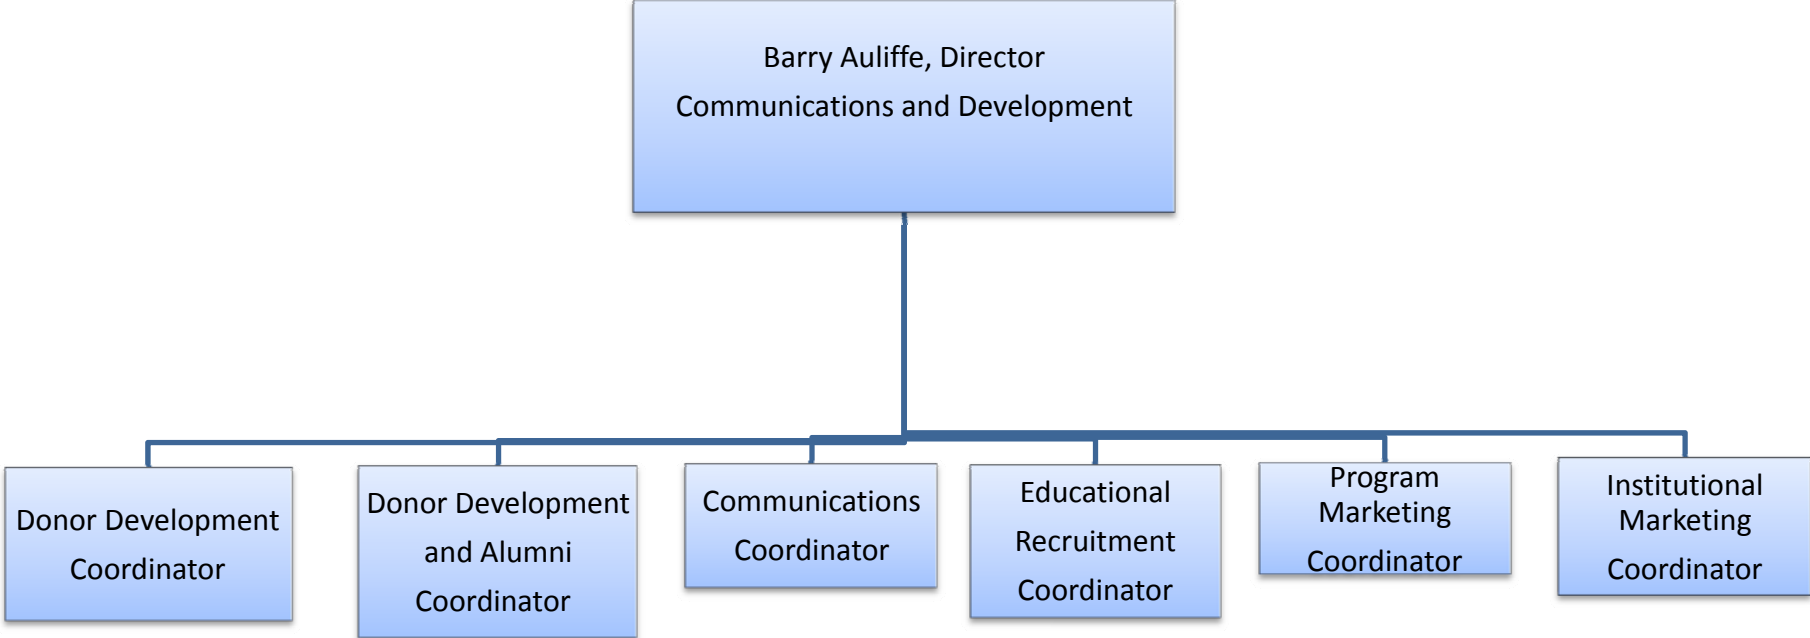 Barry Auliffe, Director
Communications and Development
Donor Development
Coordinator
Donor Development
and Alumni
Coordinator
Communications
Coordinator
Educational
Recruitment
Coordinator
Program
Marketing
Coordinator
Institutional
Marketing
Coordinator